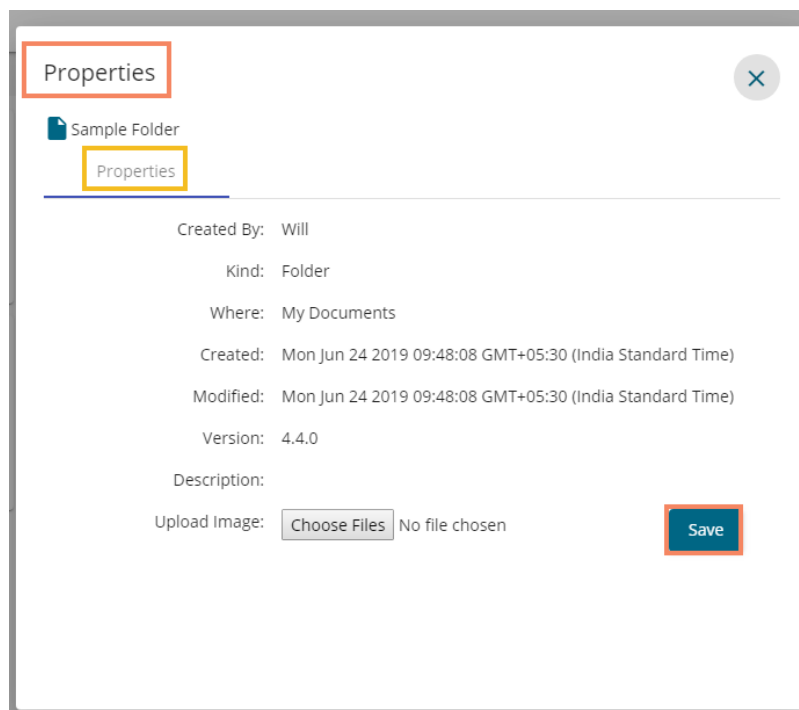 Properties
Sample Folder
Properties
Created By: Will
Kind: Folder
Where: My Documents
Created: Mon Jun 24 2019 09:48:08 GMT+05:30 (India Standard Time)
Modified: Mon Jun 24 2019 09:48:08 GMT+05:30 (India Standard Time)
Version: 4.4.0
Description:
Upload Image: Choose Files No file chosen Save